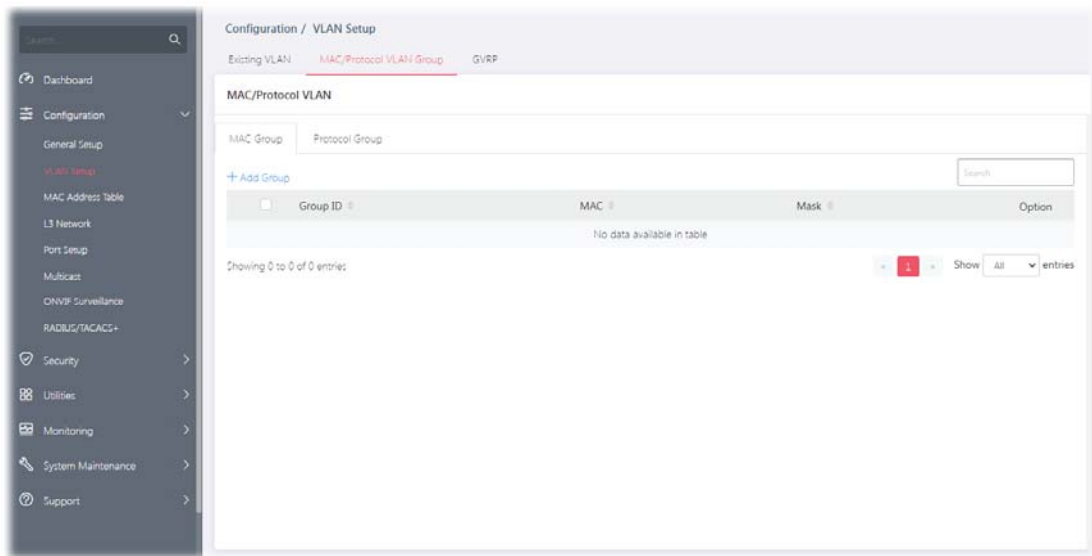 Search...
Dashboard
Configuration
General Setup
VLAN Setup
MAC Address Table
L3 Network
Port Setup
Multicast
ONVIF Surveillance
RADIUS/TACACS+
Security
Utilities
Monitoring
System Maintenance
Support
Configuration / VLAN Setup
Existing VLAN MAC/Protocol VLAN Group GVRP
MAC/Protocol VLAN
MAC Group Protocol Group
+ Add Group
Search
Group ID MAC Mask Option
No data available in table
Showing 0 to 0 of 0 entries
« 1 » Show All entries